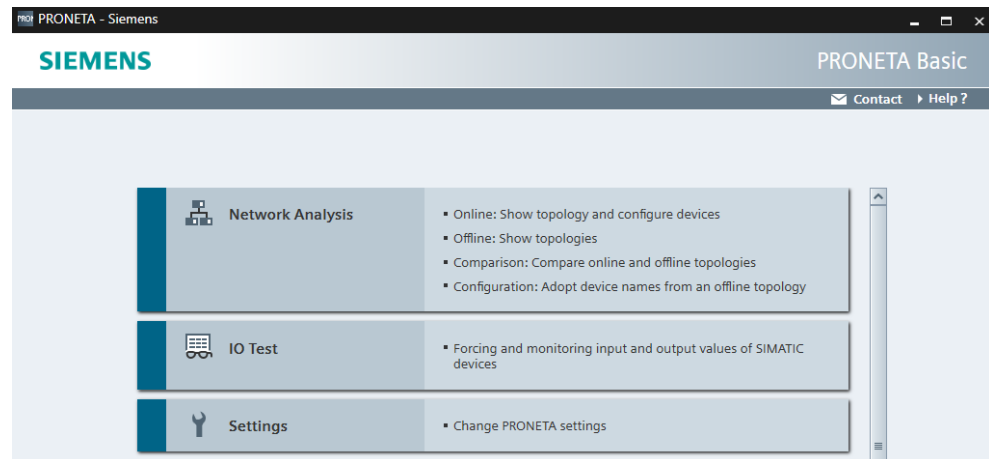 PRONETA - Siemens
SIEMENS
PRONETA Basic
Contact
Help ?
Network Analysis
▪ Online: Show topology and configure devices
▪ Offline: Show topologies
▪ Comparison: Compare online and offline topologies
▪ Configuration: Adopt device names from an offline topology
IO Test
▪ Forcing and monitoring input and output values of SIMATIC
devices
Settings
▪ Change PRONETA settings